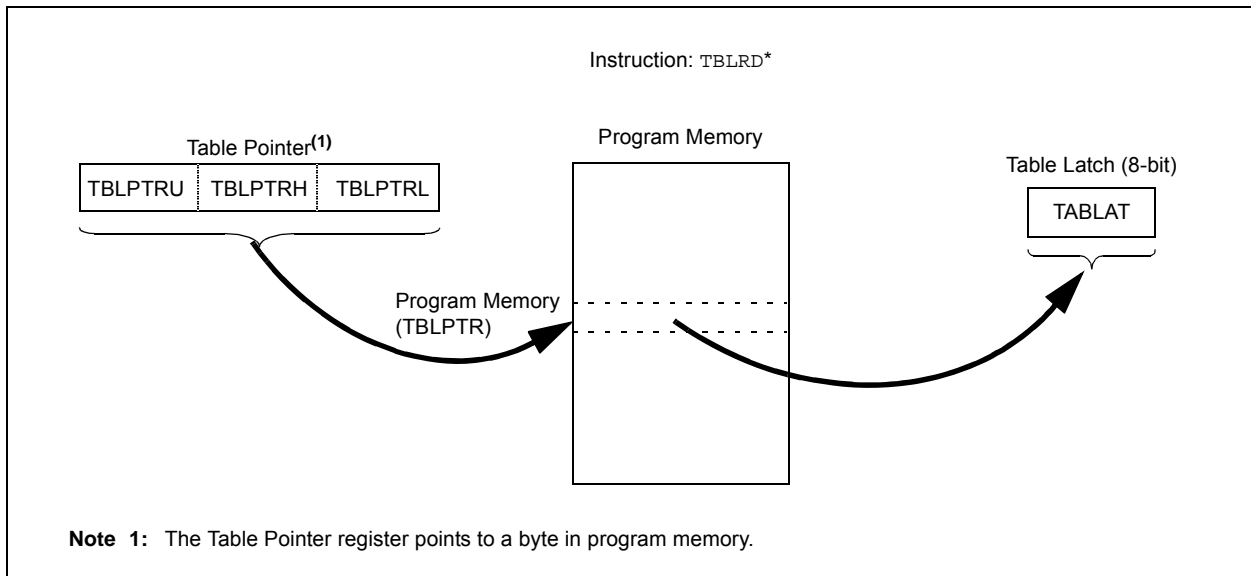 Instruction: TBLRD*
Table Pointer(1)
TBLPTRU TBLPTRH TBLPTRL
Program Memory
(TBLPTR)
Program Memory
Table Latch (8-bit)
TABLAT
Note 1: The Table Pointer register points to a byte in program memory.